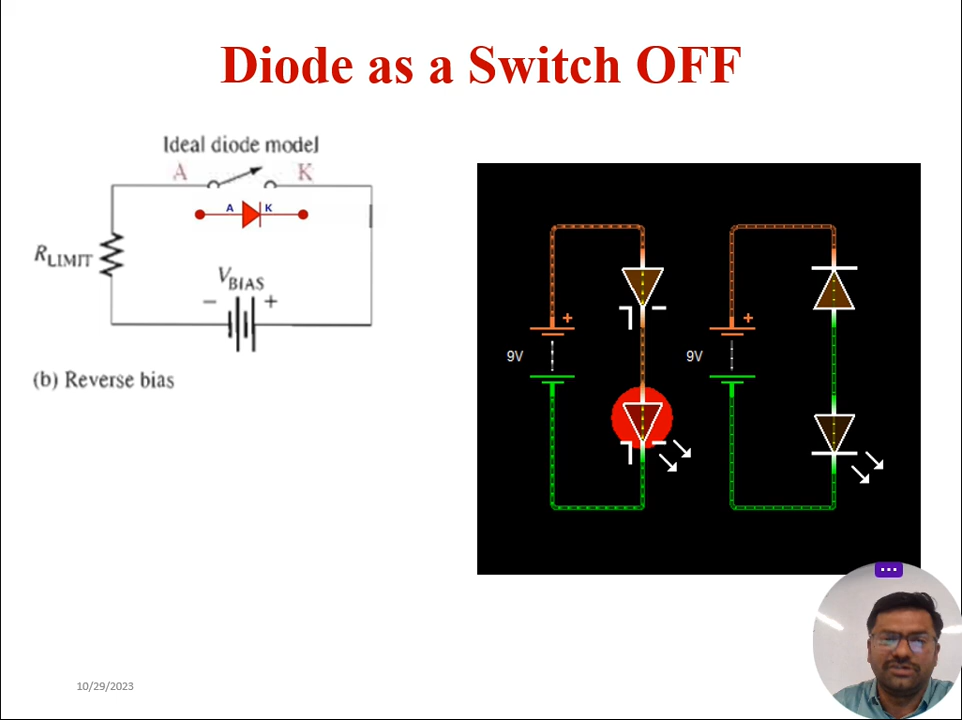 Diode as a Switch OFF
Ideal diode model
A K
A K
RLIMIT
VBIAS
− +
(b) Reverse bias
+ +
9V 9V
10/29/2023